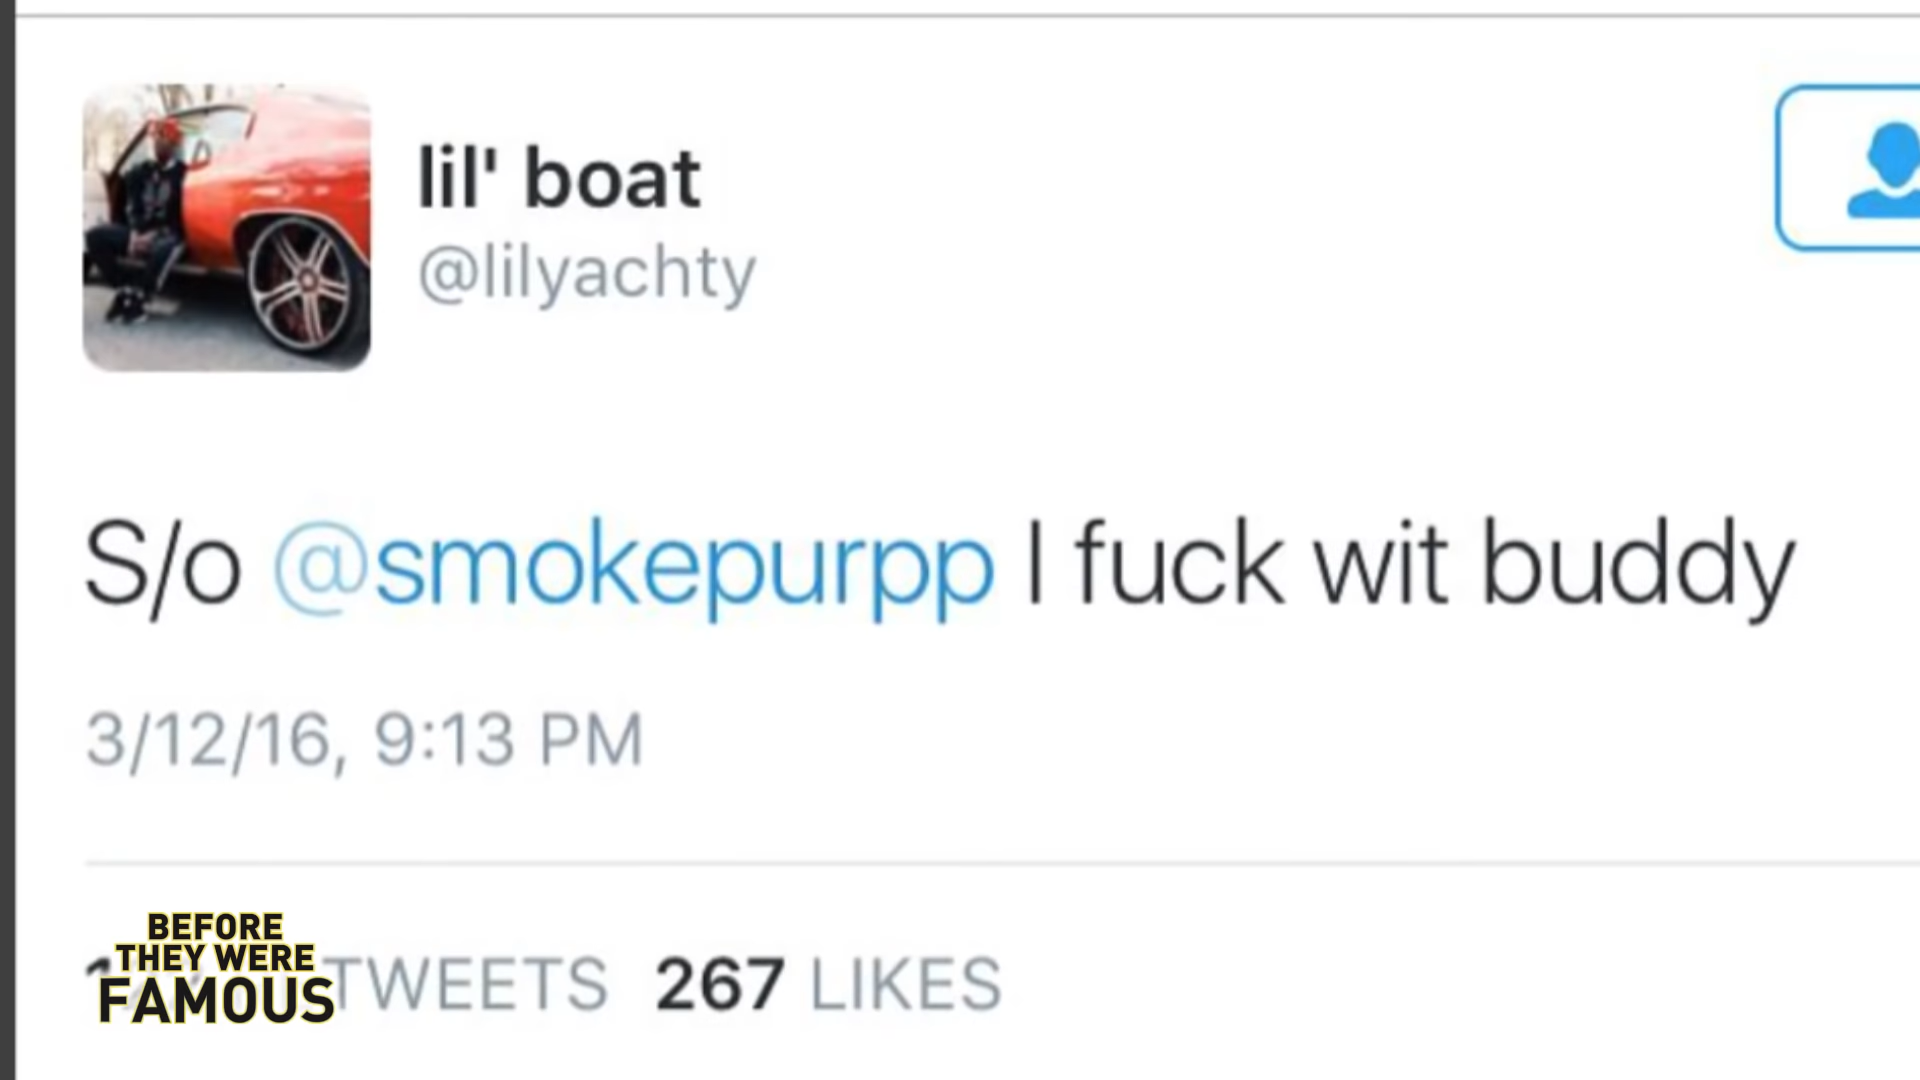 lil' boat
@lilyachty
S/o @smokepurpp I fuck wit buddy
3/12/16, 9:13 PM
TWEETS 267 LIKES
BEFORE
THEY WERE
FAMOUS